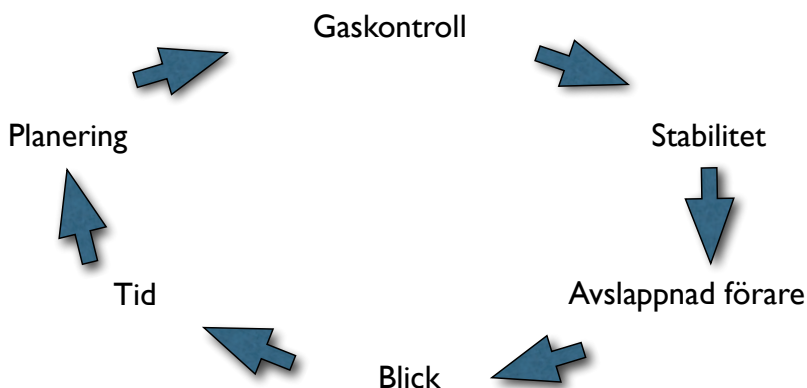 Gaskontroll
Planering
Stabilitet
Tid
Avslappnad förare
Blick